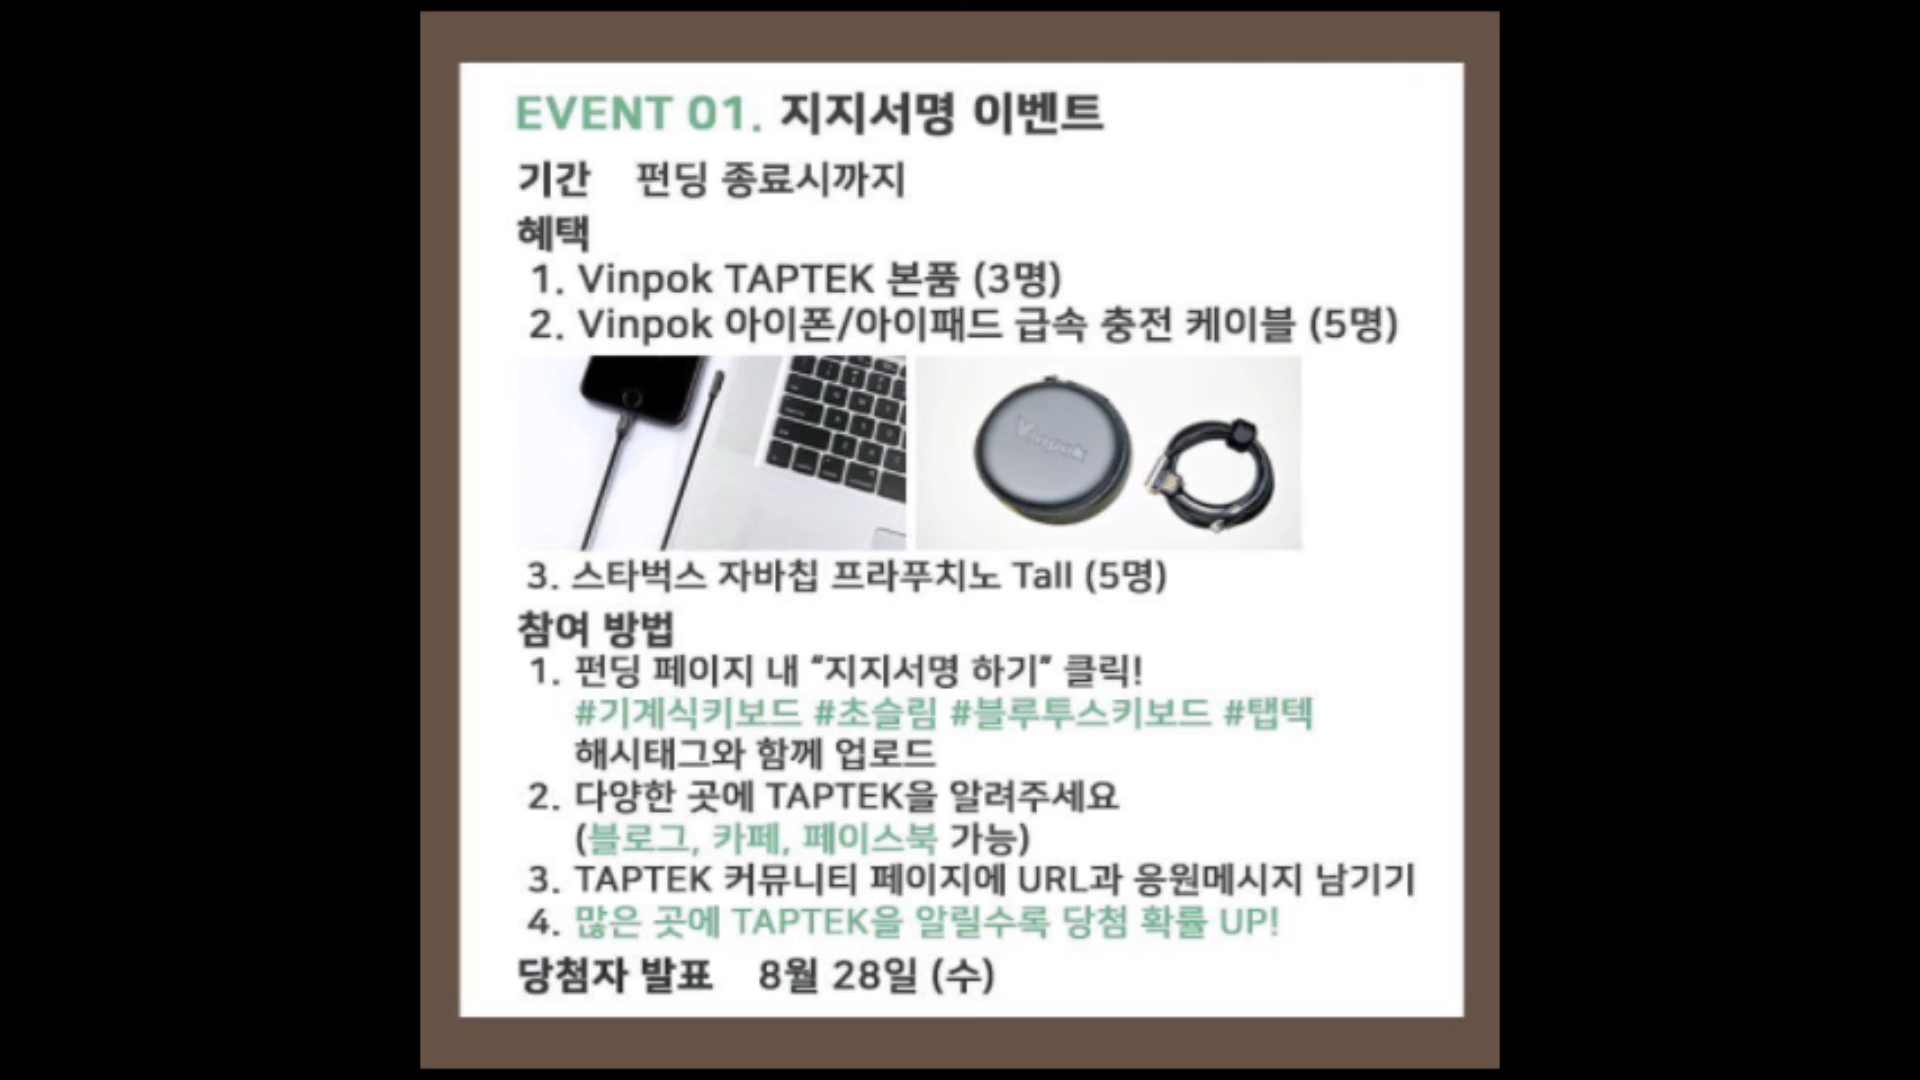 EVENT 01. 지지서명 이벤트
기간 펀딩 종료시까지
혜택
1. Vinpok TAPTEK 본품 (3명)
2. Vinpok 아이폰/아이패드 급속 충전 케이블 (5명)
Vinpok
3. 스타벅스 자바칩 프라푸치노 Tall (5명)
참여 방법
1. 펀딩 페이지 내 “지지서명 하기” 클릭!
#기계식키보드 #초슬림 #블루투스키보드 #탭텍
해시태그와 함께 업로드
2. 다양한 곳에 TAPTEK을 알려주세요
(블로그, 카페, 페이스북 가능)
3. TAPTEK 커뮤니티 페이지에 URL과 응원메시지 남기기
4. 많은 곳에 TAPTEK을 알릴수록 당첨 확률 UP!
당첨자 발표 8월 28일 (수)